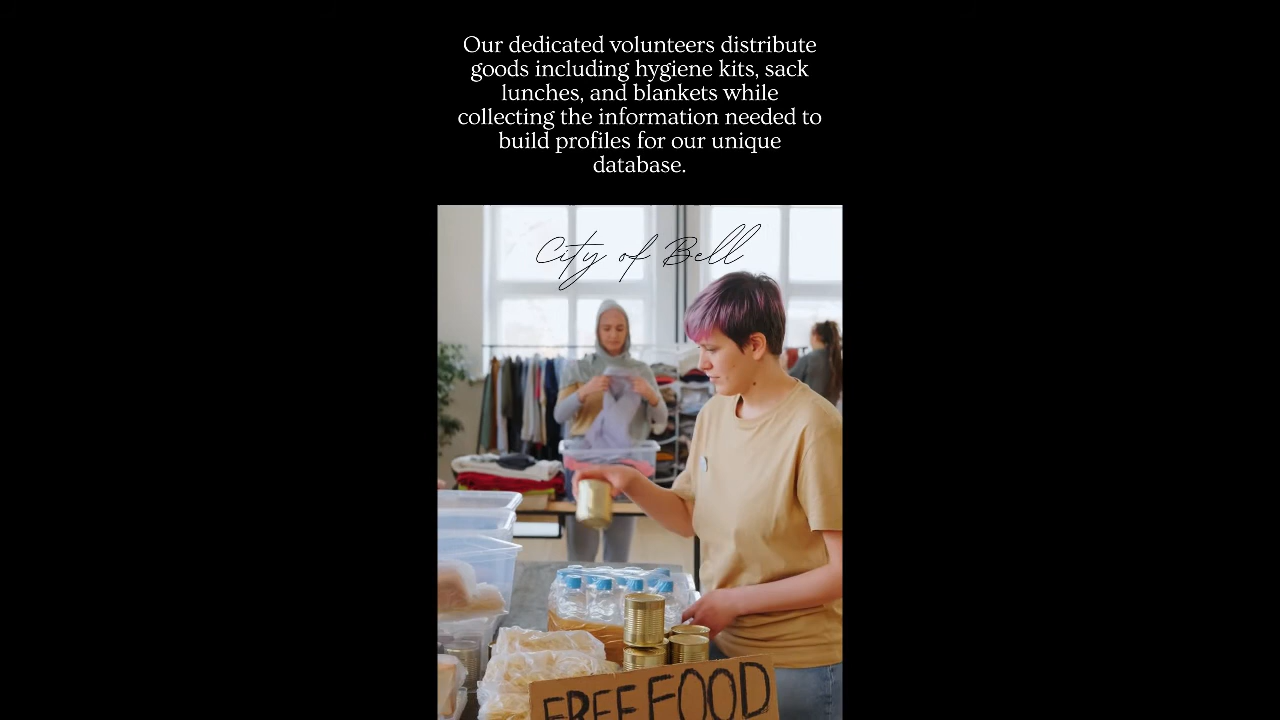 Our dedicated volunteers distribute
goods including hygiene kits, sack
lunches, and blankets while
collecting the information needed to
build profiles for our unique
database.
City of Bell
FREE FOOD